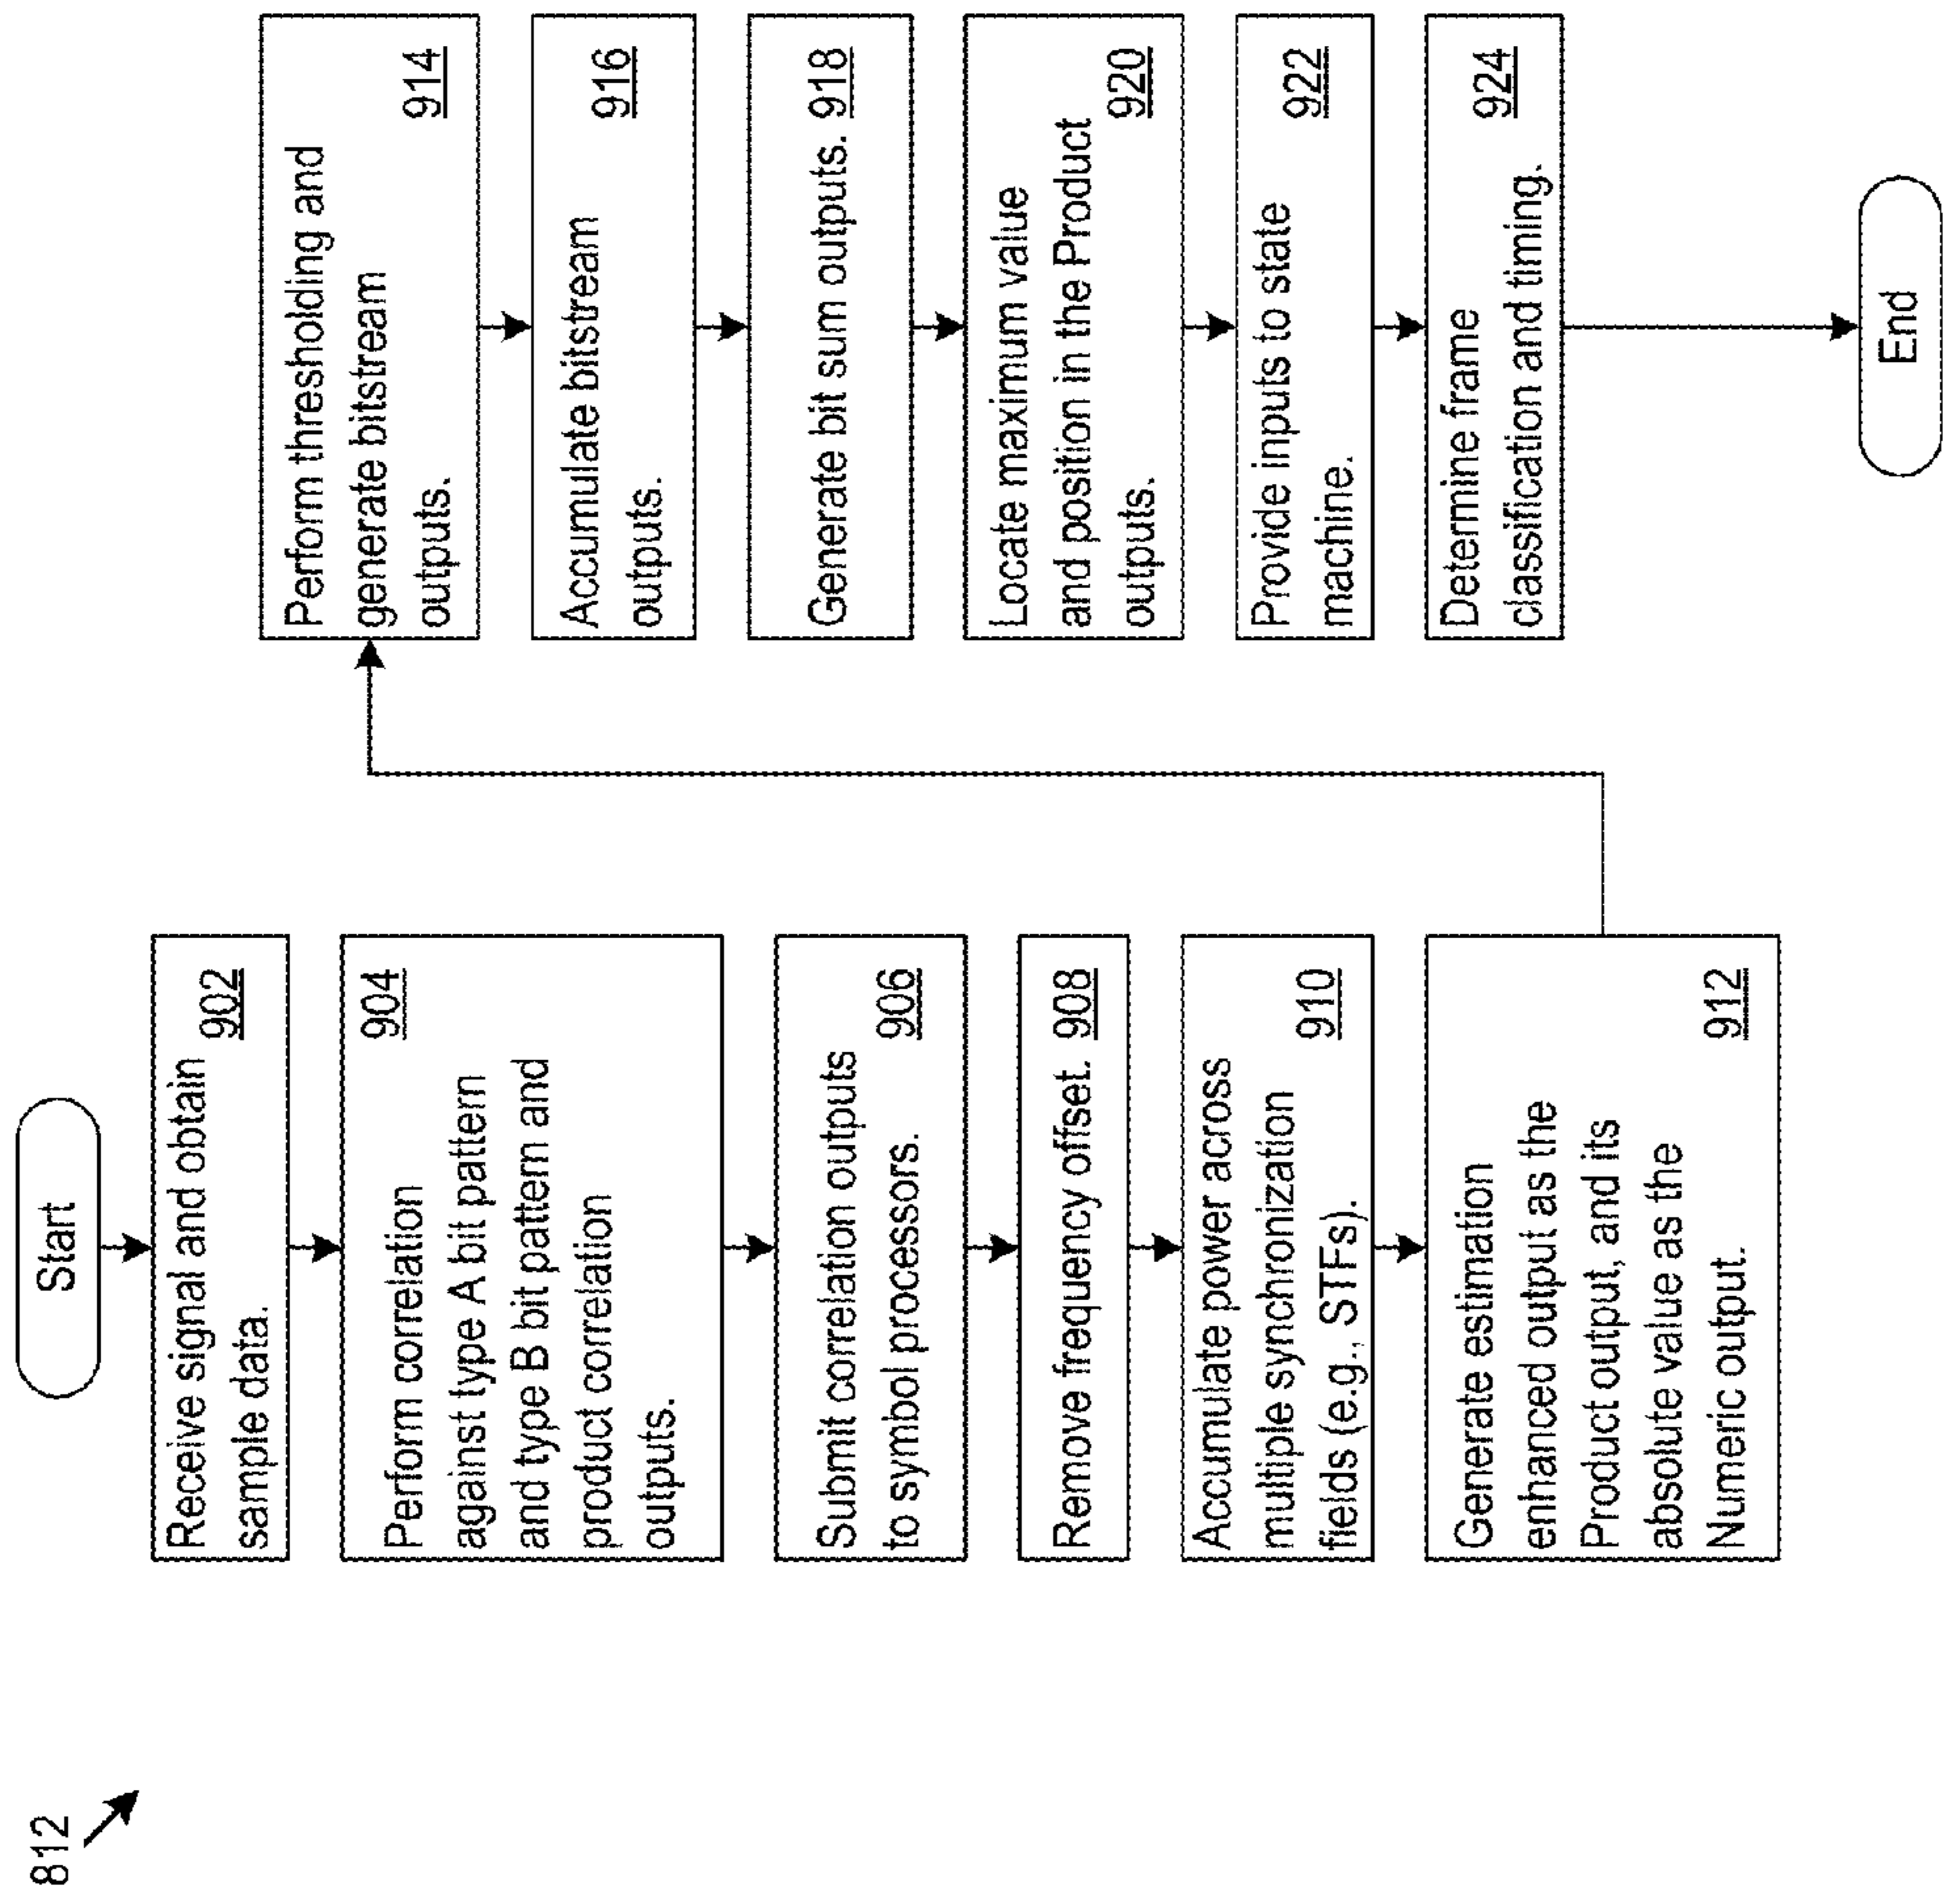 812
Start
Receive signal and obtain
sample data. 902
904
Perform correlation
against type A bit pattern
and type B bit pattern and
product correlation
outputs.
Submit correlation outputs
to symbol processors. 906
Remove frequency offset. 908
Accumulate power across
multiple synchronization
fields (e.g., STFs). 910
Generate estimation
enhanced output as the
Product output, and its
absolute value as the
Numeric output. 912
Perform thresholding and
generate bitstream
outputs. 914
Accumulate bitstream
outputs. 916
Generate bit sum outputs. 918
Locate maximum value
and position in the Product
outputs. 920
Provide inputs to state
machine. 922
Determine frame 924
classification and timing.
End